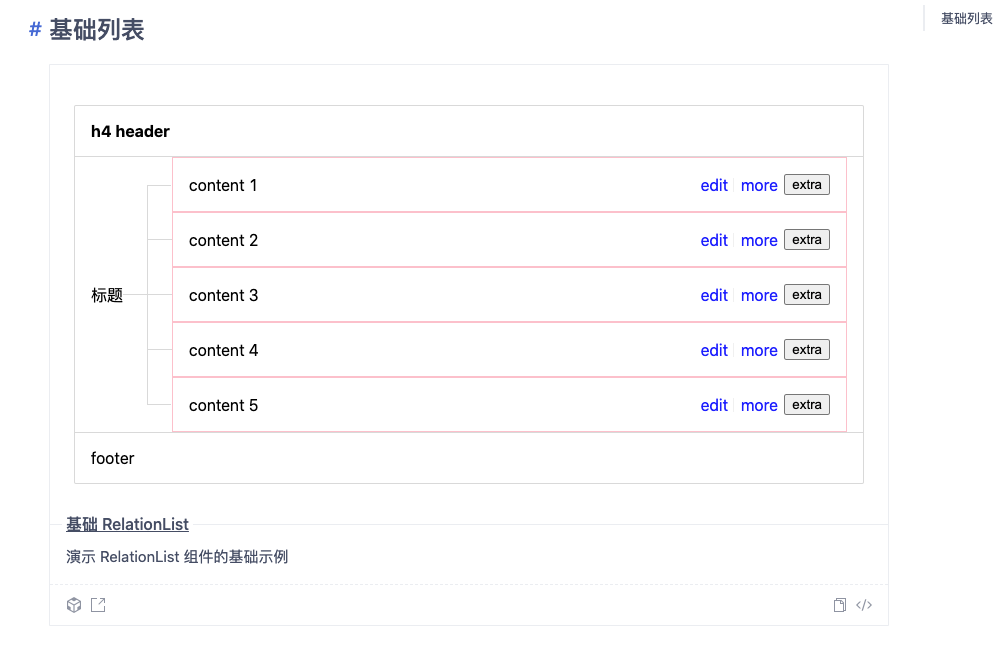 # 基础列表
基础列表
h4 header
content 1 edit more extra
content 2 edit more extra
标题 content 3 edit more extra
content 4 edit more extra
content 5 edit more extra
footer
基础 RelationList
演示 RelationList 组件的基础示例